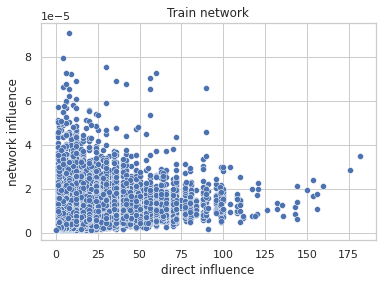 Train network
1e−5
8
6
4
2
0
network influence
0 25 50 75 100 125 150 175
direct influence